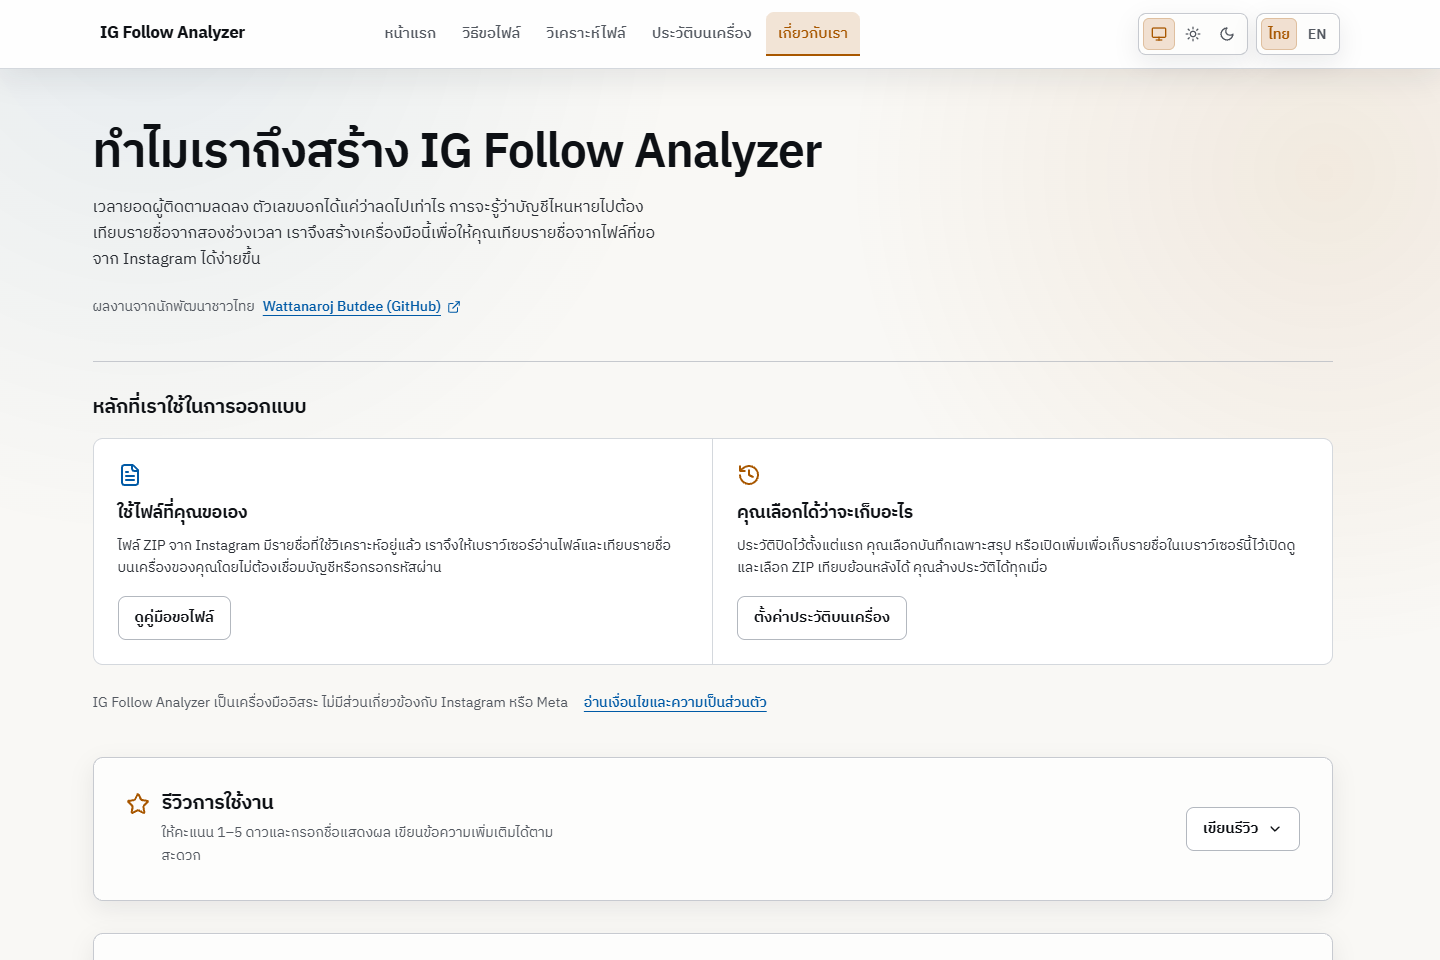 IG Follow Analyzer
หน้าแรก
วิธีขอไฟล์
วิเคราะห์ไฟล์
ประวัติบนเครื่อง
เกี่ยวกับเรา
ไทย
EN
ทำไมเราถึงสร้าง IG Follow Analyzer
เวลายอดผู้ติดตามลดลง ตัวเลขบอกได้แค่ว่าลดไปเท่าไร การจะรู้ว่าบัญชีไหนหายไปต้อง
เทียบรายชื่อจากสองช่วงเวลา เราจึงสร้างเครื่องมือนี้เพื่อให้คุณเทียบรายชื่อจากไฟล์ที่ขอ
จาก Instagram ได้ง่ายขึ้น
ผลงานจากนักพัฒนาชาวไทย Wattanaroj Butdee (GitHub)
หลักที่เราใช้ในการออกแบบ
ใช้ไฟล์ที่คุณขอเอง
ไฟล์ ZIP จาก Instagram มีรายชื่อที่ใช้วิเคราะห์อยู่แล้ว เราจึงให้เบราว์เซอร์อ่านไฟล์และเทียบรายชื่อ
บนเครื่องของคุณโดยไม่ต้องเชื่อมบัญชีหรือกรอกรหัสผ่าน
ดูคู่มือขอไฟล์
คุณเลือกได้ว่าจะเก็บอะไร
ประวัติปิดไว้ตั้งแต่แรก คุณเลือกบันทึกเฉพาะสรุป หรือเปิดเพิ่มเพื่อเก็บรายชื่อในเบราว์เซอร์นี้ไว้เปิดดู
และเลือก ZIP เทียบย้อนหลังได้ คุณล้างประวัติได้ทุกเมื่อ
ตั้งค่าประวัติบนเครื่อง
IG Follow Analyzer เป็นเครื่องมืออิสระ ไม่มีส่วนเกี่ยวข้องกับ Instagram หรือ Meta อ่านเงื่อนไขและความเป็นส่วนตัว
รีวิวการใช้งาน
ให้คะแนน 1–5 ดาวและกรอกชื่อแสดงผล เขียนข้อความเพิ่มเติมได้ตาม
สะดวก
เขียนรีวิว